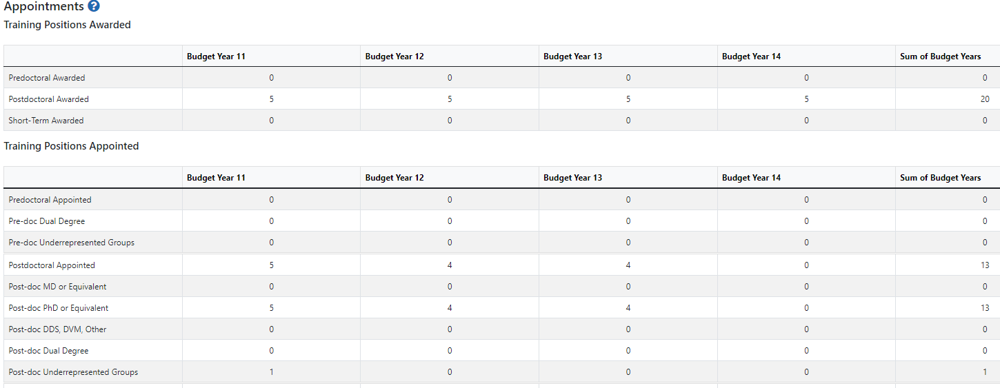 Appointments ?
Training Positions Awarded
Budget Year 11 Budget Year 12 Budget Year 13 Budget Year 14 Sum of Budget Years
Predoctoral Awarded 0 0 0 0 0
Postdoctoral Awarded 5 5 5 5 20
Short-Term Awarded 0 0 0 0 0
Training Positions Appointed
Budget Year 11 Budget Year 12 Budget Year 13 Budget Year 14 Sum of Budget Years
Predoctoral Appointed 0 0 0 0 0
Pre-doc Dual Degree 0 0 0 0 0
Pre-doc Underrepresented Groups 0 0 0 0 0
Postdoctoral Appointed 5 4 4 0 13
Post-doc MD or Equivalent 0 0 0 0 0
Post-doc PhD or Equivalent 5 4 4 0 13
Post-doc DDS, DVM, Other 0 0 0 0 0
Post-doc Dual Degree 0 0 0 0 0
Post-doc Underrepresented Groups 1 0 0 0 1